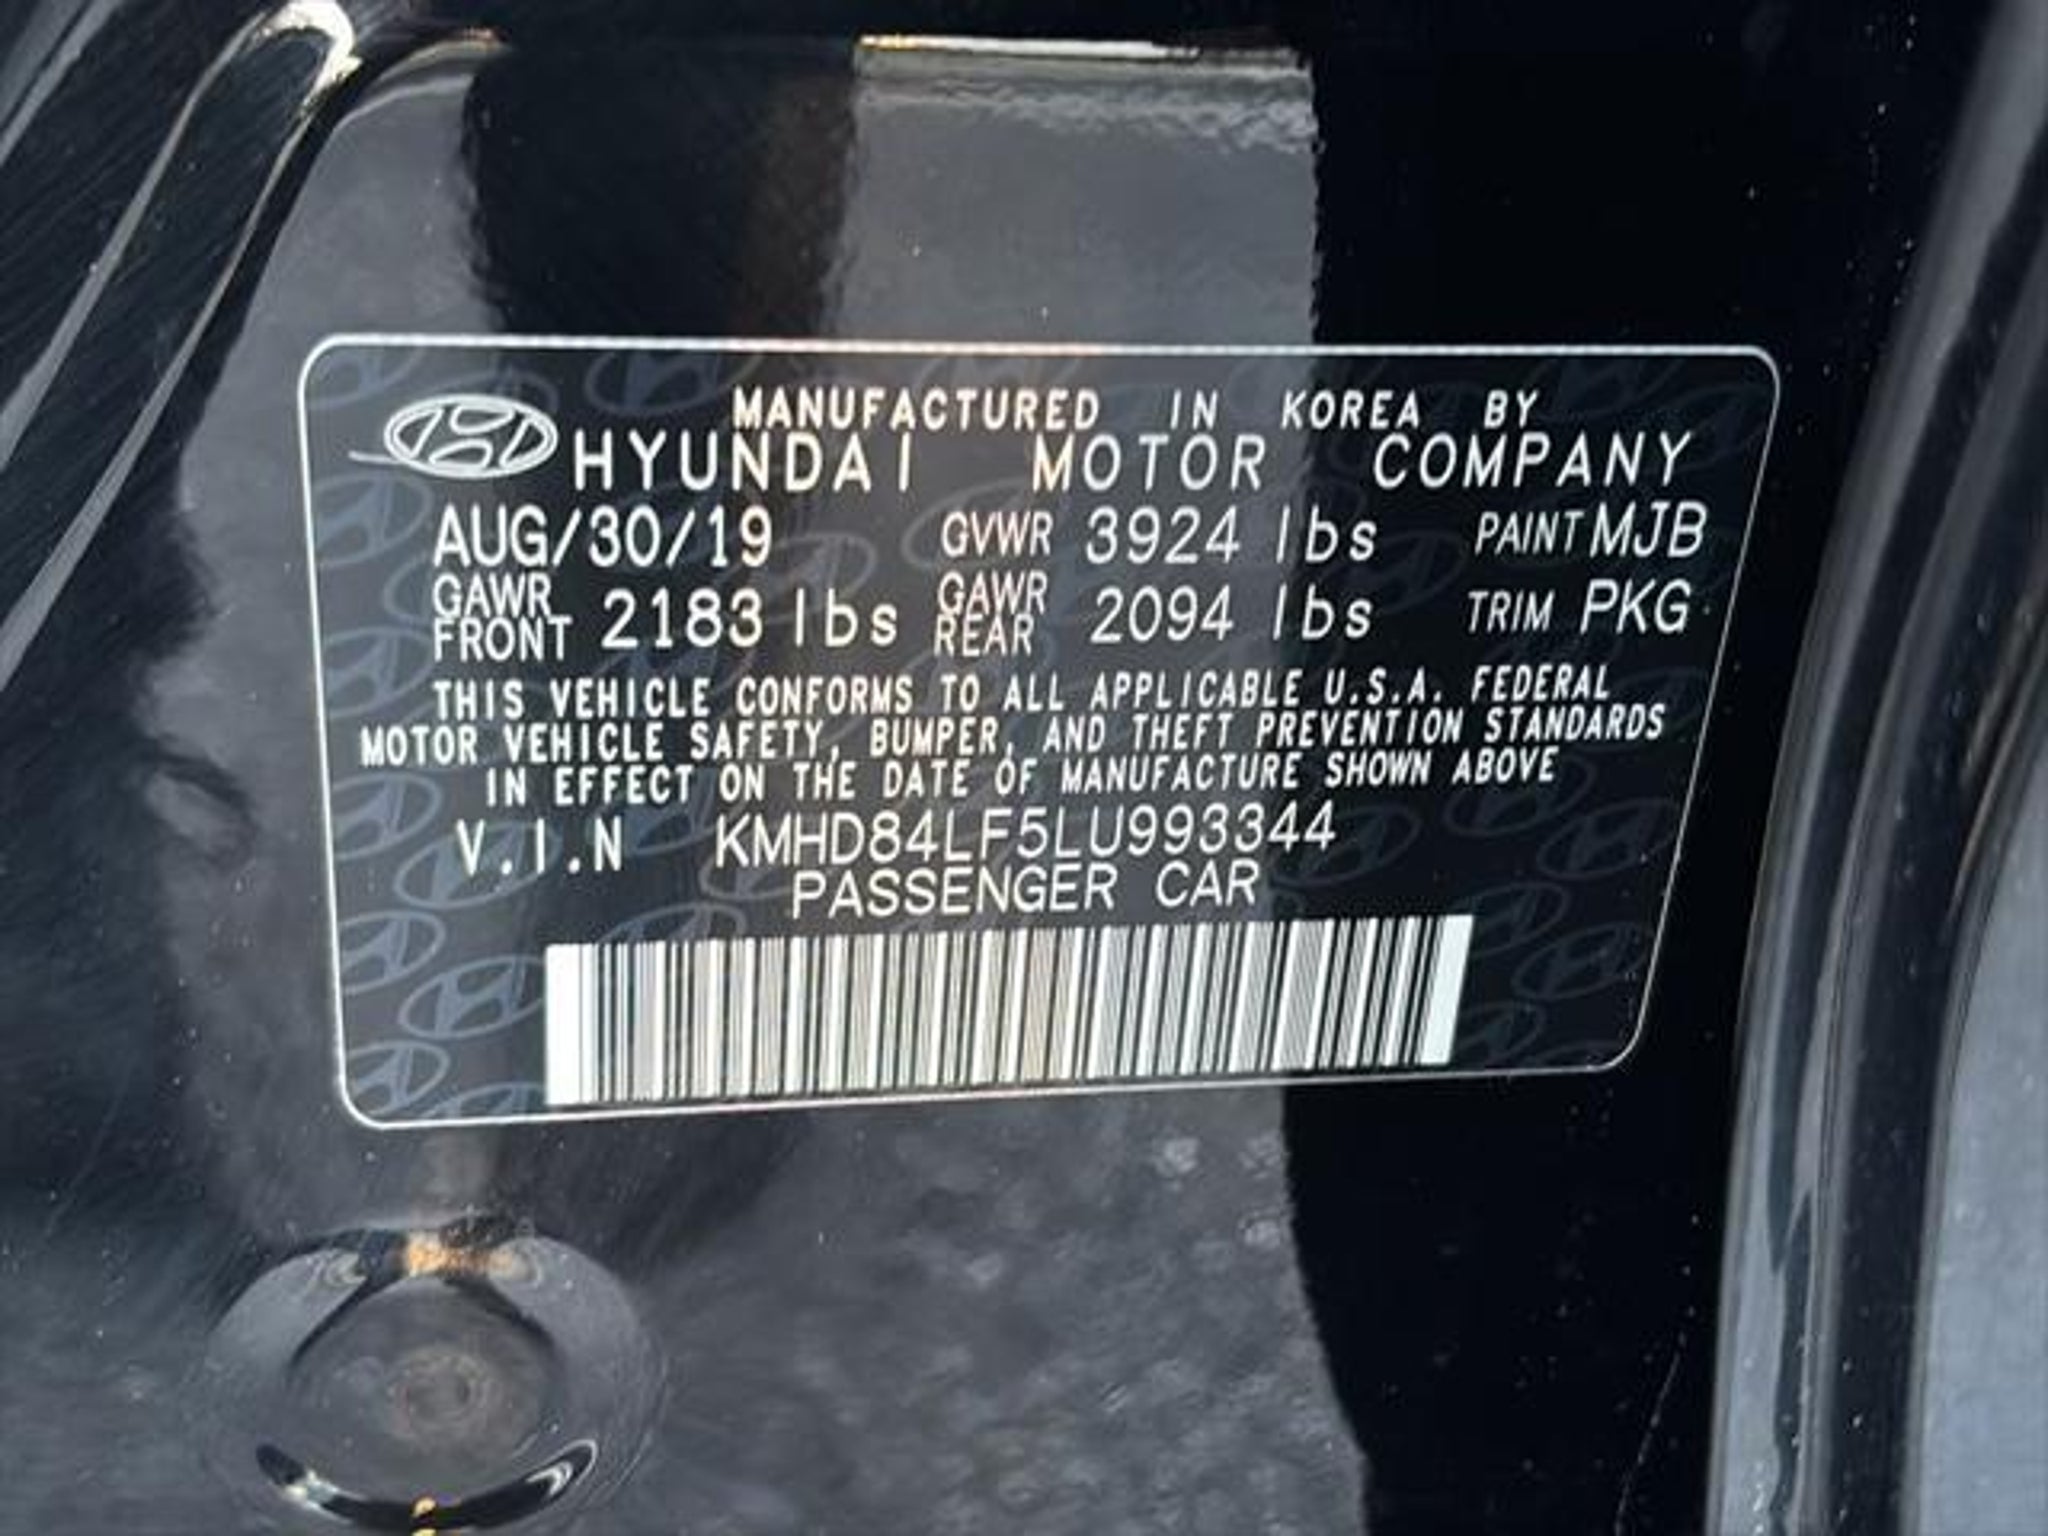 MANUFACTURED IN KOREA BY
HYUNDAI MOTOR COMPANY
AUG/30/19 GVWR 3924 lbs PAINT MJB
GAWR FRONT 2183 lbs GAWR REAR 2094 lbs TRIM PKG
THIS VEHICLE CONFORMS TO ALL APPLICABLE U.S.A. FEDERAL
MOTOR VEHICLE SAFETY, BUMPER, AND THEFT PREVENTION STANDARDS
IN EFFECT ON THE DATE OF MANUFACTURE SHOWN ABOVE
V.I.N KMHD84LF5LU993344
PASSENGER CAR